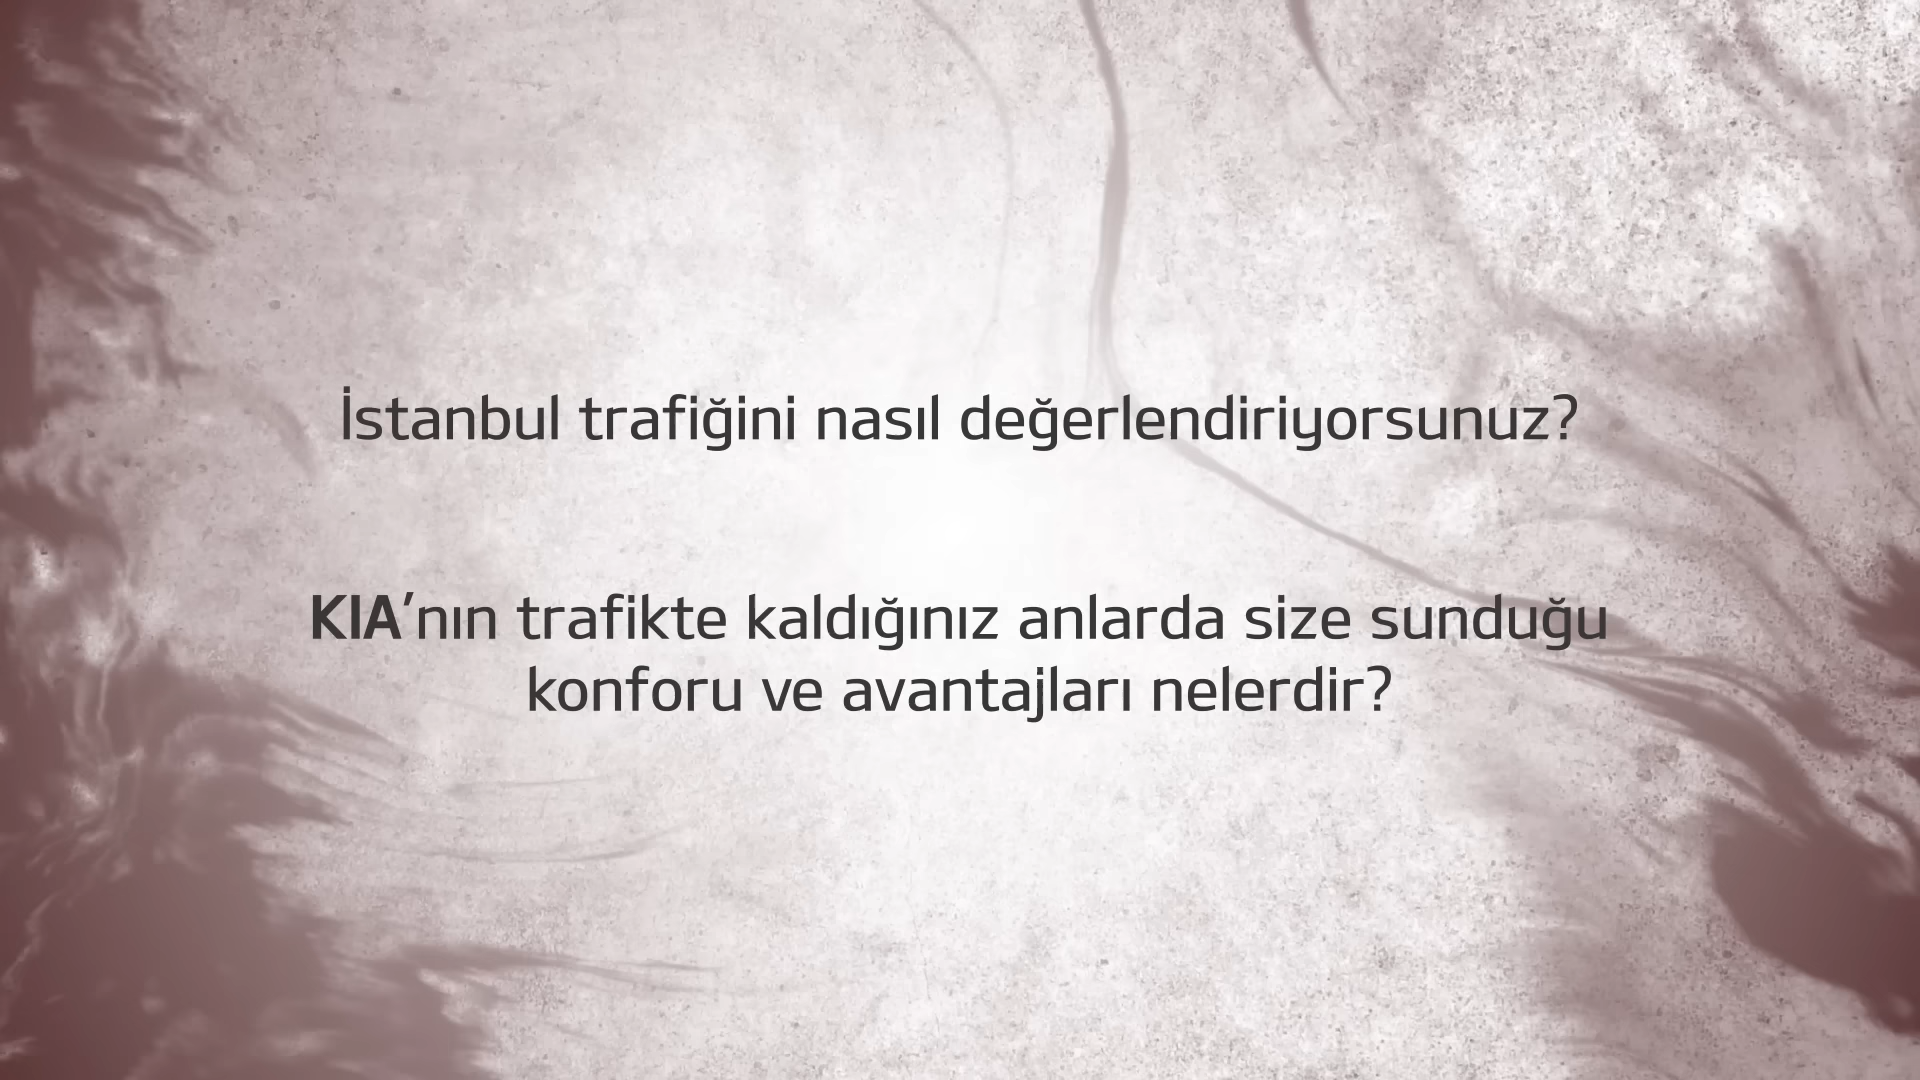 İstanbul trafiğini nasıl değerlendiriyorsunuz?
KIA’nın trafikte kaldığınız anlarda size sunduğu
konforu ve avantajları nelerdir?